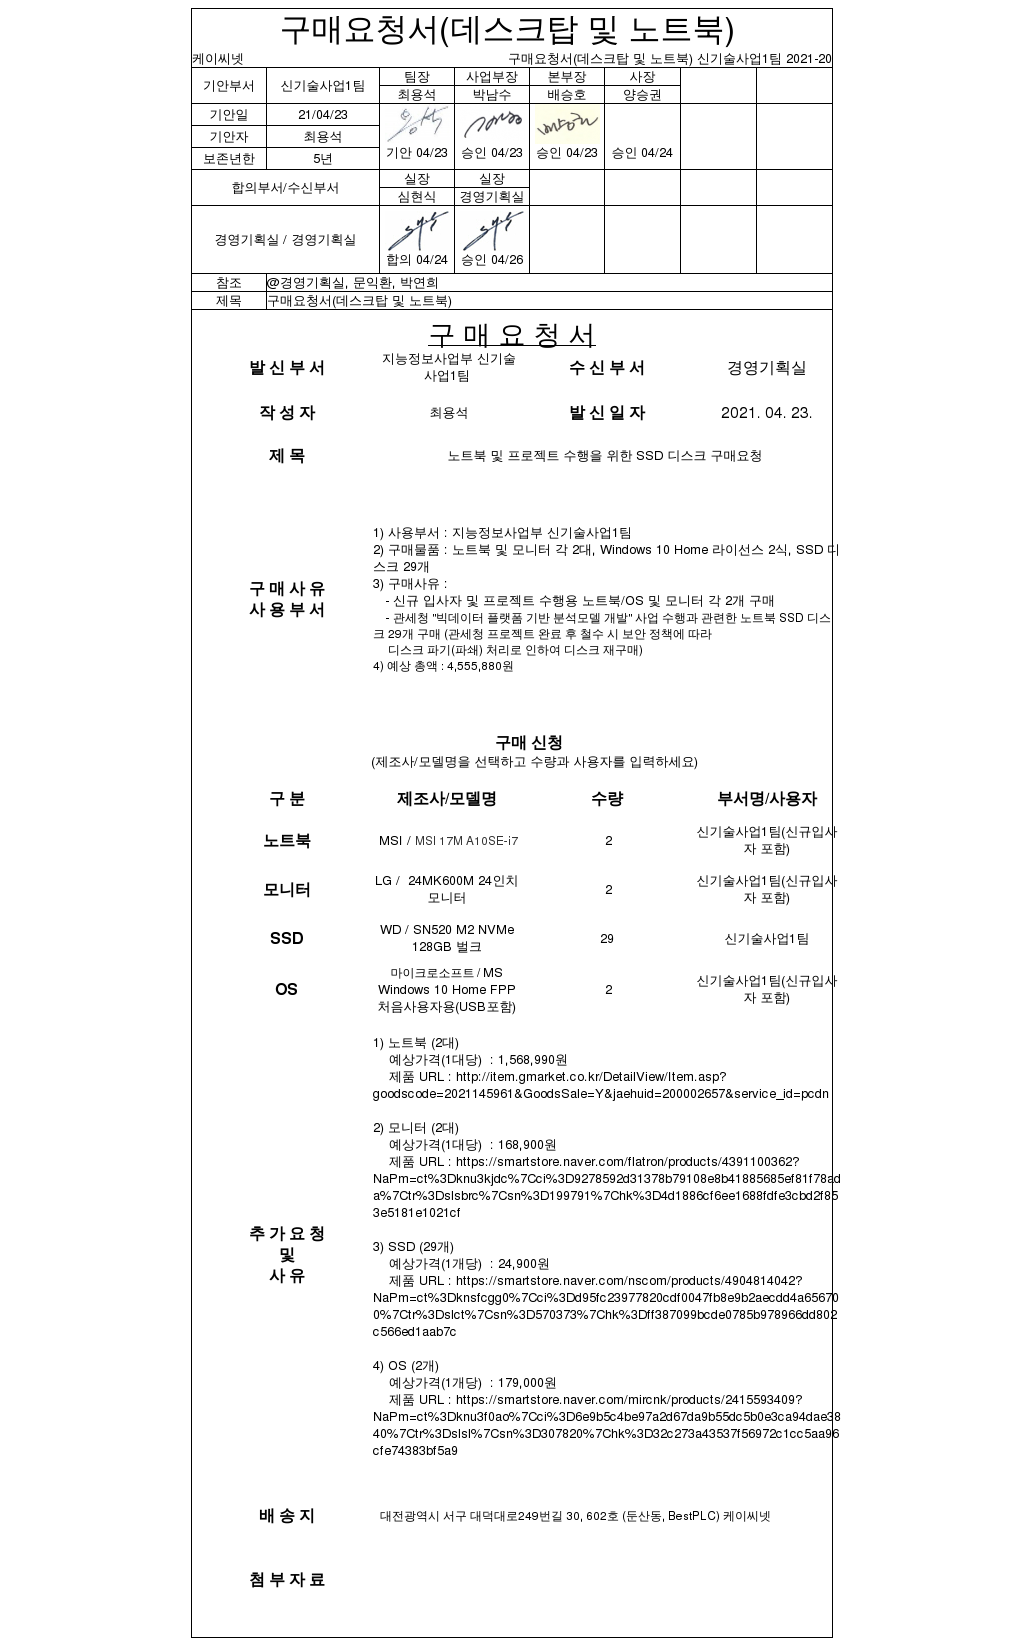 구매요청서(데스크탑 및 노트북)
케이씨넷 구매요청서(데스크탑 및 노트북) 신기술사업1팀 2021-20
기안부서 신기술사업1팀 팀장 사업부장 본부장 사장
최용석 박남수 배승호 양승권
기안일 21/04/23
기안자 최용석
보존년한 5년
기안 04/23 승인 04/23 승인 04/23 승인 04/24
합의부서/수신부서 실장 실장
심현식 경영기획실
경영기획실 / 경영기획실
합의 04/24 승인 04/26
참조 @경영기획실, 문익환, 박연희
제목 구매요청서(데스크탑 및 노트북)
구 매 요 청 서
발 신 부 서 지능정보사업부 신기술
사업1팀 수 신 부 서 경영기획실
작 성 자 최용석 발 신 일 자 2021. 04. 23.
제 목 노트북 및 프로젝트 수행을 위한 SSD 디스크 구매요청
구 매 사 유
사 용 부 서
1) 사용부서 : 지능정보사업부 신기술사업1팀
2) 구매물품 : 노트북 및 모니터 각 2대, Windows 10 Home 라이선스 2식, SSD 디
스크 29개
3) 구매사유 :
- 신규 입사자 및 프로젝트 수행용 노트북/OS 및 모니터 각 2개 구매
- 관세청 "빅데이터 플랫폼 기반 분석모델 개발" 사업 수행과 관련한 노트북 SSD 디스
크 29개 구매 (관세청 프로젝트 완료 후 철수 시 보안 정책에 따라
디스크 파기(파쇄) 처리로 인하여 디스크 재구매)
4) 예상 총액 : 4,555,880원
구매 신청
(제조사/모델명을 선택하고 수량과 사용자를 입력하세요)
구 분 제조사/모델명 수량 부서명/사용자
노트북 MSI / MSI 17M A10SE-i7 2 신기술사업1팀(신규입사
자 포함)
모니터 LG / 24MK600M 24인치
모니터 2 신기술사업1팀(신규입사
자 포함)
SSD WD / SN520 M2 NVMe
128GB 벌크 29 신기술사업1팀
OS 마이크로소프트 / MS
Windows 10 Home FPP
처음사용자용(USB포함) 2 신기술사업1팀(신규입사
자 포함)
추 가 요 청
및
사 유
1) 노트북 (2대)
예상가격(1대당) : 1,568,990원
제품 URL : http://item.gmarket.co.kr/DetailView/Item.asp?
goodscode=2021145961&GoodsSale=Y&jaehuid=200002657&service_id=pcdn
2) 모니터 (2대)
예상가격(1대당) : 168,900원
제품 URL : https://smartstore.naver.com/flatron/products/4391100362?
NaPm=ct%3Dknu3kjdc%7Cci%3D9278592d31378b79108e8b41885685ef81f78ad
a%7Ctr%3Dslsbrc%7Csn%3D199791%7Chk%3D4d1886cf6ee1688fdfe3cbd2f85
3e5181e1021cf
3) SSD (29개)
예상가격(1개당) : 24,900원
제품 URL : https://smartstore.naver.com/nscom/products/4904814042?
NaPm=ct%3Dknsfcgg0%7Cci%3Dd95fc23977820cdf0047fb8e9b2aecdd4a65670
0%7Ctr%3Dslct%7Csn%3D570373%7Chk%3Dff387099bcde0785b978966dd802
c566ed1aab7c
4) OS (2개)
예상가격(1개당) : 179,000원
제품 URL : https://smartstore.naver.com/mircnk/products/2415593409?
NaPm=ct%3Dknu3f0ao%7Cci%3D6e9b5c4be97a2d67da9b55dc5b0e3ca94dae38
40%7Ctr%3Dslsl%7Csn%3D307820%7Chk%3D32c273a43537f56972c1cc5aa96
cfe74383bf5a9
배 송 지 대전광역시 서구 대덕대로249번길 30, 602호 (둔산동, BestPLC) 케이씨넷
첨 부 자 료